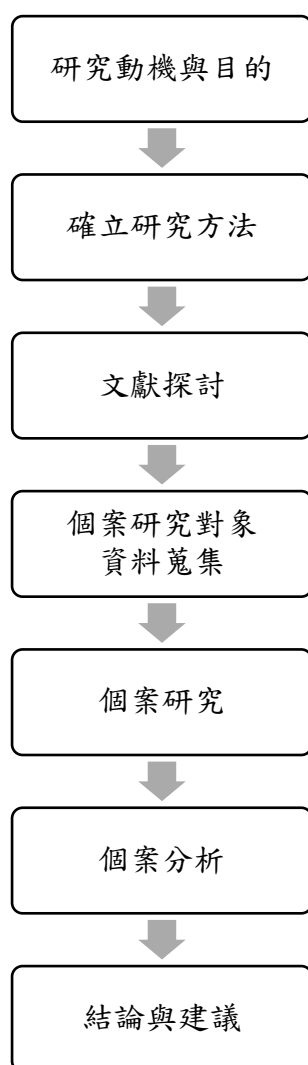 研究動機與目的
確立研究方法
文獻探討
個案研究對象
資料蒐集
個案研究
個案分析
結論與建議